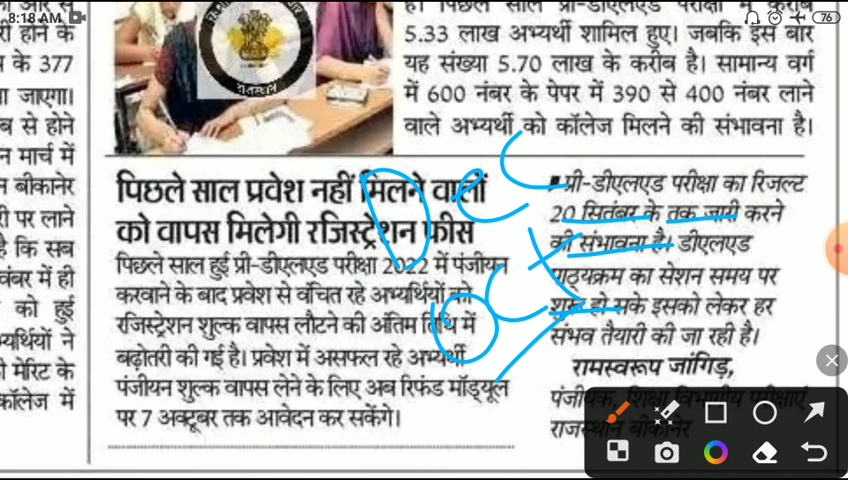 8:18 AM
76
री होने के
के 377
जाएगा।
ब से होने
न मार्च में
न बीकानेर
री पर लाने
है कि सब
वंबर में ही
को हुई
भ्यर्थियों ने
ो मेरिट के
कॉलेज में
राजस्थान
है। पिछले साल प्री-डीएलएड परीक्षा में करीब
5.33 लाख अभ्यर्थी शामिल हुए। जबकि इस बार
यह संख्या 5.70 लाख के करीब है। सामान्य वर्ग
में 600 नंबर के पेपर में 390 से 400 नंबर लाने
वाले अभ्यर्थी को कॉलेज मिलने की संभावना है।
पिछले साल प्रवेश नहीं मिलने वालों
को वापस मिलेगी रजिस्ट्रेशन फीस
पिछले साल हुई प्री-डीएलएड परीक्षा 2022 में पंजीयन
करवाने के बाद प्रवेश से वंचित रहे अभ्यर्थियों को
रजिस्ट्रेशन शुल्क वापस लौटने की अंतिम तिथि में
बढ़ोतरी की गई है। प्रवेश में असफल रहे अभ्यर्थी
पंजीयन शुल्क वापस लेने के लिए अब रिफंड मॉड्यूल
पर 7 अक्टूबर तक आवेदन कर सकेंगे।
Dec
Oct
प्री-डीएलएड परीक्षा का रिजल्ट
20 सितंबर के तक जारी करने
की संभावना है। डीएलएड
पाठ्यक्रम का सेशन समय पर
शुरू हो सके इसको लेकर हर
संभव तैयारी की जा रही है।
रामस्वरूप जांगिड़,
पंजीयक, शिक्षा विभागीय परीक्षाएं,
राजस्थान बीकानेर